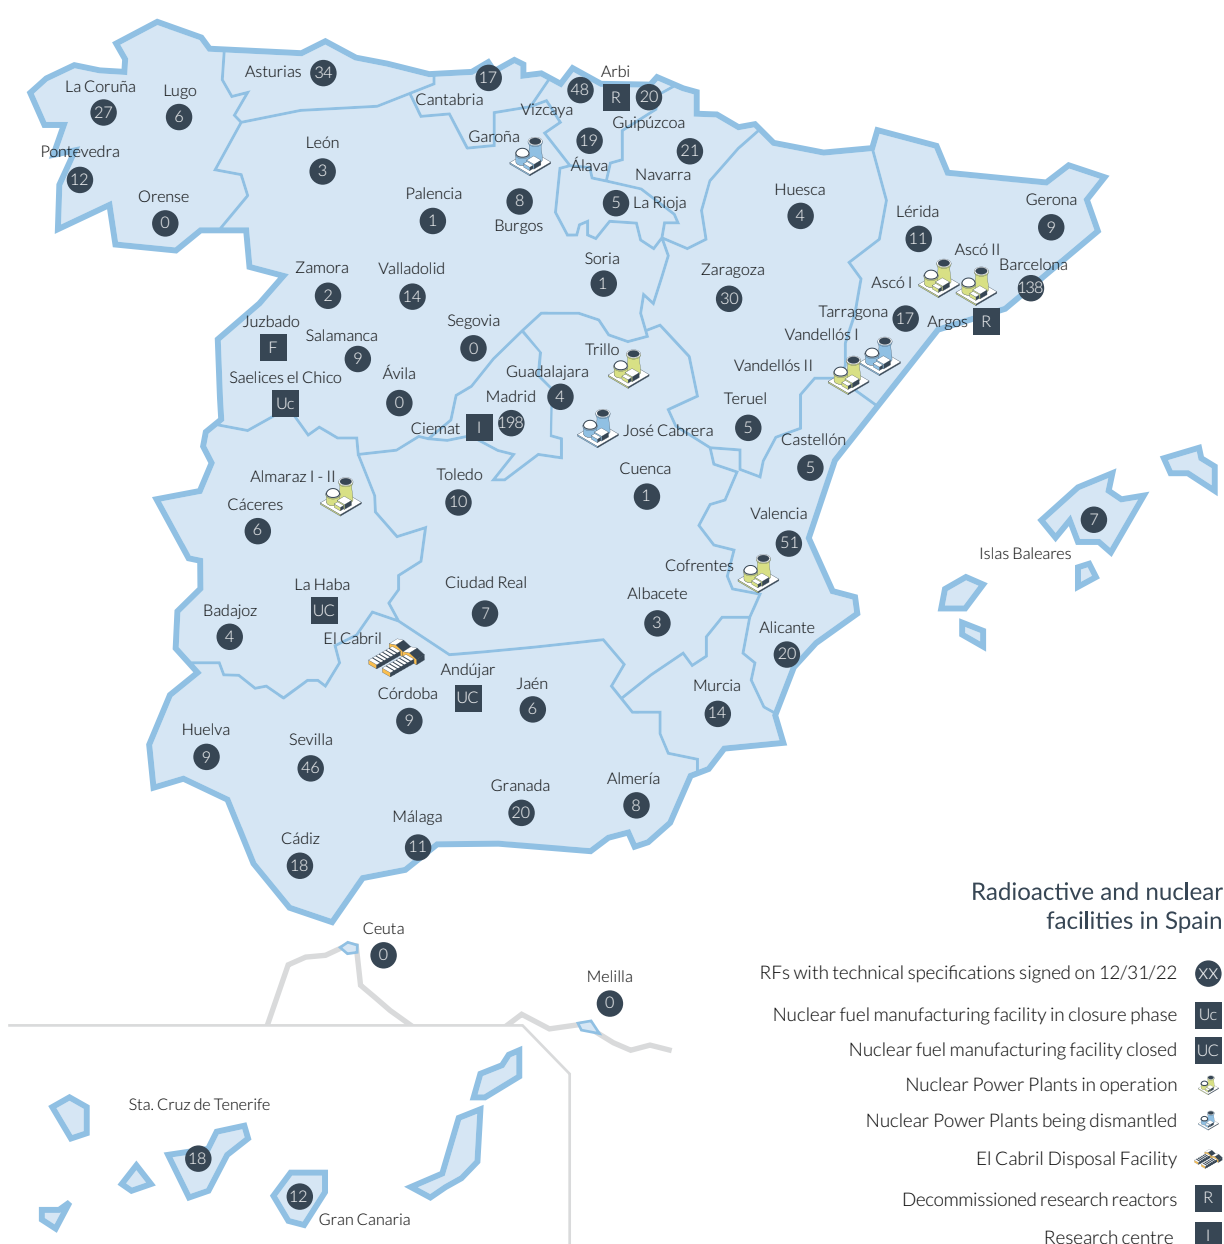 Asturias
34
Cantabria
17
Vizcaya
48
Arbi
R
20
Guipúzcoa
La Coruña
27
Lugo
6
Pontevedra
12
Orense
0
León
3
Garoña
19
Álava
21
Navarra
Palencia
1
8
Burgos
5
La Rioja
Huesca
4
Lérida
11
Gerona
9
Ascó II
Ascó I
Barcelona
138
Zamora
2
Valladolid
14
Soria
1
Zaragoza
30
Tarragona
17
Argos
R
Vandellós I
Vandellós II
Juzbado
F
Salamanca
9
Segovia
0
Trillo
Guadalajara
4
Saelices el Chico
Uc
Ávila
0
Madrid
198
Ciemat
I
José Cabrera
Teruel
5
Castellón
5
Almaraz I - II
Cáceres
6
Toledo
10
Cuenca
1
Valencia
51
Cofrentes
7
Islas Baleares
La Haba
UC
Badajoz
4
Ciudad Real
7
Albacete
3
Alicante
20
El Cabril
Andújar
UC
Córdoba
9
Jaén
6
Murcia
14
Huelva
9
Sevilla
46
Granada
20
Almería
8
Málaga
11
Cádiz
18
Ceuta
0
Melilla
0
Sta. Cruz de Tenerife
18
12
Gran Canaria
Radioactive and nuclear
facilities in Spain
RFs with technical specifications signed on 12/31/22 XX
Nuclear fuel manufacturing facility in closure phase Uc
Nuclear fuel manufacturing facility closed UC
Nuclear Power Plants in operation
Nuclear Power Plants being dismantled
El Cabril Disposal Facility
Decommissioned research reactors R
Research centre I